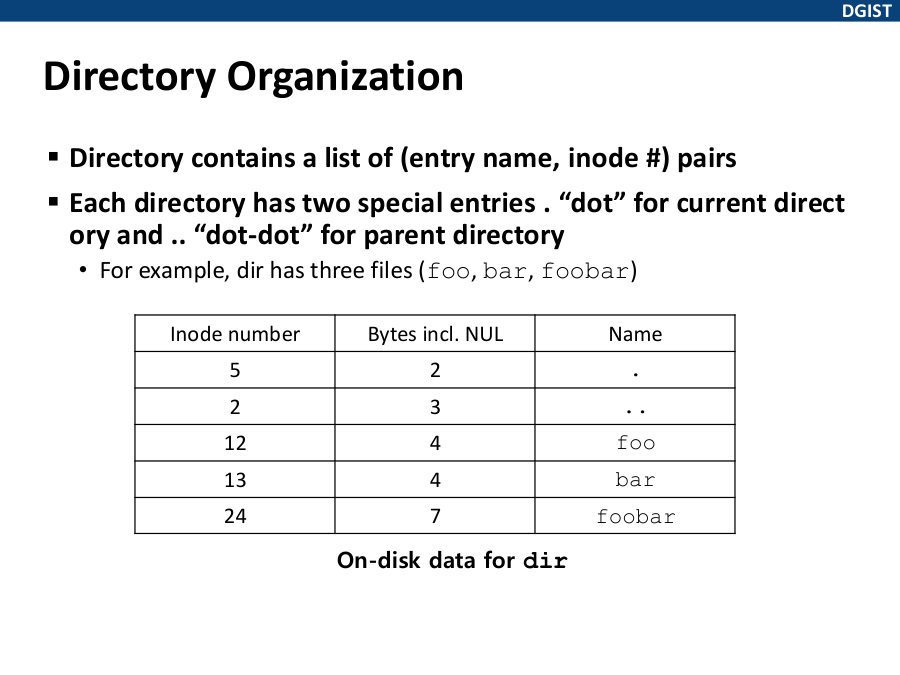 DGIST
Directory Organization
▪ Directory contains a list of (entry name, inode #) pairs
▪ Each directory has two special entries . “dot” for current direct
ory and .. “dot-dot” for parent directory
• For example, dir has three files (foo, bar, foobar)
Inode number Bytes incl. NUL Name
5 2 .
2 3 ..
12 4 foo
13 4 bar
24 7 foobar
On-disk data for dir